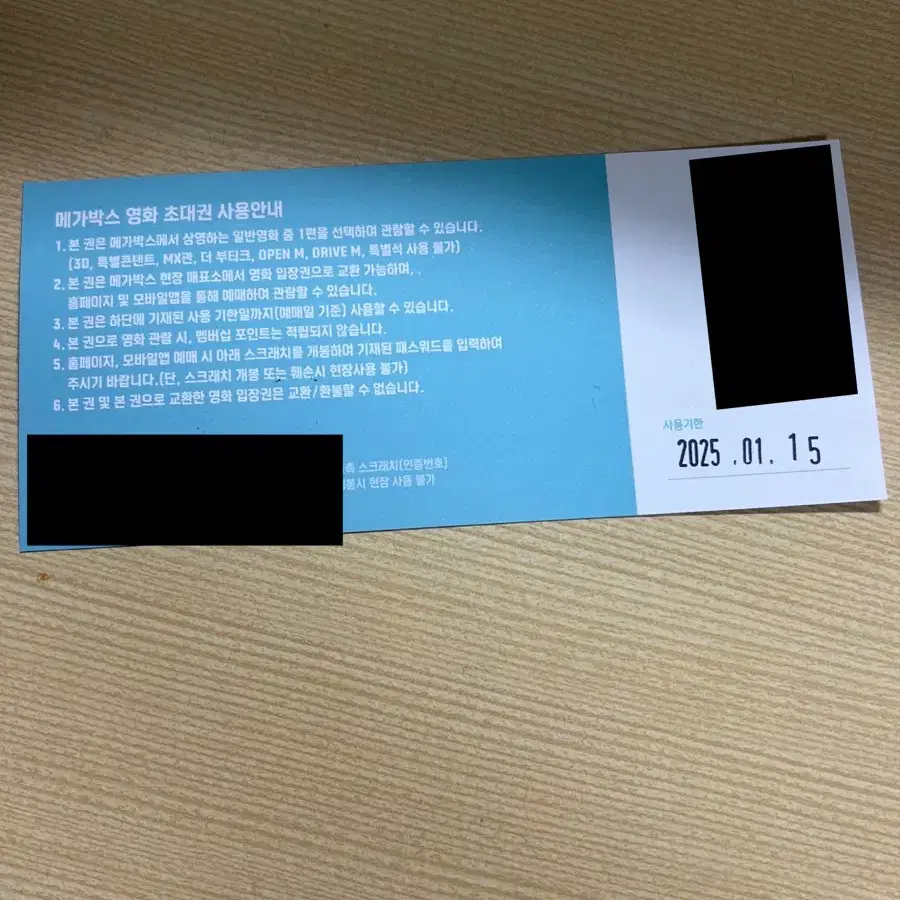 메가박스 영화 초대권 사용안내
1. 본 권은 메가박스에서 상영하는 일반영화 중 1편을 선택하여 관람할 수 있습니다.
(3D, 특별콘텐트, MX관, 더 부티크, OPEN M, DRIVE M, 특별석 사용 불가)
2. 본 권은 메가박스 현장 매표소에서 영화 입장권으로 교환 가능하며,
홈페이지 및 모바일앱을 통해 예매하여 관람할 수 있습니다.
3. 본 권은 하단에 기재된 사용 기한일까지(예매일 기준) 사용할 수 있습니다.
4. 본 권으로 영화 관람 시, 멤버십 포인트는 적립되지 않습니다.
5. 홈페이지, 모바일앱 예매 시 아래 스크래치를 개봉하여 기재된 패스워드를 입력하여
주시기 바랍니다.(단, 스크래치 개봉 또는 훼손시 현장사용 불가)
6. 본 권 및 본 권으로 교환한 영화 입장권은 교환/환불할 수 없습니다.
스크래치(인증번호)
현장 사용 불가
사용기한
2025.01.15